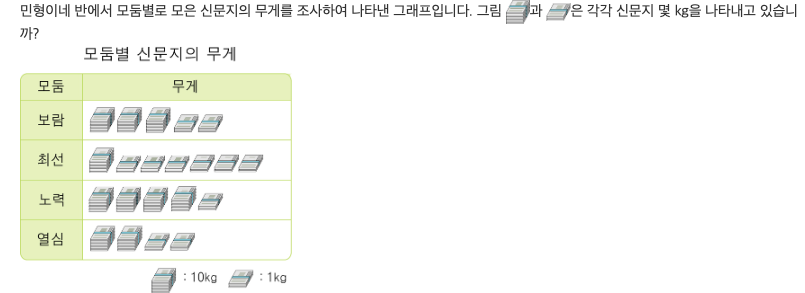 민형이네 반에서 모둠별로 모은 신문지의 무게를 조사하여 나타낸 그래프입니다. 그림 과 은 각각 신문지 몇 kg을 나타내고 있습니
까?
모둠별 신문지의 무게
모둠 무게
보람
최선
노력
열심
: 10kg : 1kg